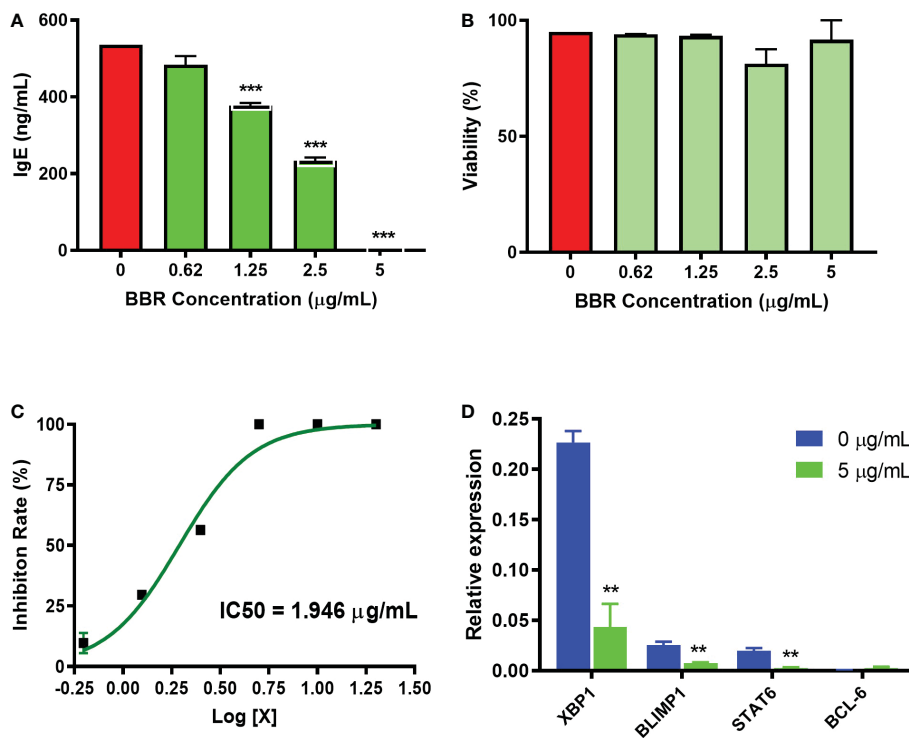 A
600
400
200
0
IgE (ng/mL)
***
***
***
0 0.62 1.25 2.5 5
BBR Concentration (μg/mL)
B
100
50
0
Viability (%)
0 0.62 1.25 2.5 5
BBR Concentration (μg/mL)
C
100
75
50
25
0
Inhibiton Rate (%)
IC50 = 1.946 μg/mL
-0.25 0.00 0.25 0.50 0.75 1.00 1.25 1.50
Log [X]
D
0.25
0.20
0.15
0.10
0.05
0.00
Relative expression
0 μg/mL
5 μg/mL
**
**
**
XBP1
BLIMP1
STAT6
BCL-6